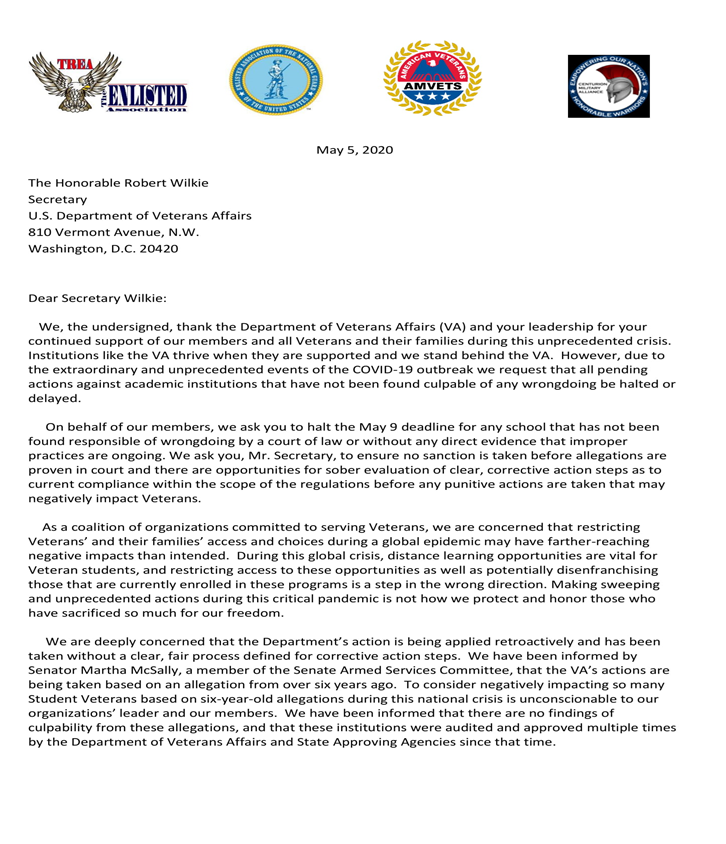 TREA
The ENLISTED
Association
ENLISTED ASSOCIATION OF THE NATIONAL GUARD
OF THE UNITED STATES
AMERICAN VETERANS
AMVETS
EMPOWERING OUR NATION'S
CENTURION
MILITARY
ALLIANCE
HONORABLE WARRIORS
May 5, 2020
The Honorable Robert Wilkie
Secretary
U.S. Department of Veterans Affairs
810 Vermont Avenue, N.W.
Washington, D.C. 20420
Dear Secretary Wilkie:
We, the undersigned, thank the Department of Veterans Affairs (VA) and your leadership for your
continued support of our members and all Veterans and their families during this unprecedented crisis.
Institutions like the VA thrive when they are supported and we stand behind the VA.  However, due to
the extraordinary and unprecedented events of the COVID-19 outbreak we request that all pending
actions against academic institutions that have not been found culpable of any wrongdoing be halted or
delayed.
On behalf of our members, we ask you to halt the May 9 deadline for any school that has not been
found responsible of wrongdoing by a court of law or without any direct evidence that improper
practices are ongoing. We ask you, Mr. Secretary, to ensure no sanction is taken before allegations are
proven in court and there are opportunities for sober evaluation of clear, corrective action steps as to
current compliance within the scope of the regulations before any punitive actions are taken that may
negatively impact Veterans.
As a coalition of organizations committed to serving Veterans, we are concerned that restricting
Veterans' and their families' access and choices during a global epidemic may have farther-reaching
negative impacts than intended.  During this global crisis, distance learning opportunities are vital for
Veteran students, and restricting access to these opportunities as well as potentially disenfranchising
those that are currently enrolled in these programs is a step in the wrong direction. Making sweeping
and unprecedented actions during this critical pandemic is not how we protect and honor those who
have sacrificed so much for our freedom.
We are deeply concerned that the Department's action is being applied retroactively and has been
taken without a clear, fair process defined for corrective action steps.  We have been informed by
Senator Martha McSally, a member of the Senate Armed Services Committee, that the VA's actions are
being taken based on an allegation from over six years ago.  To consider negatively impacting so many
Student Veterans based on six-year-old allegations during this national crisis is unconscionable to our
organizations' leader and our members.  We have been informed that there are no findings of
culpability from these allegations, and that these institutions were audited and approved multiple times
by the Department of Veterans Affairs and State Approving Agencies since that time.